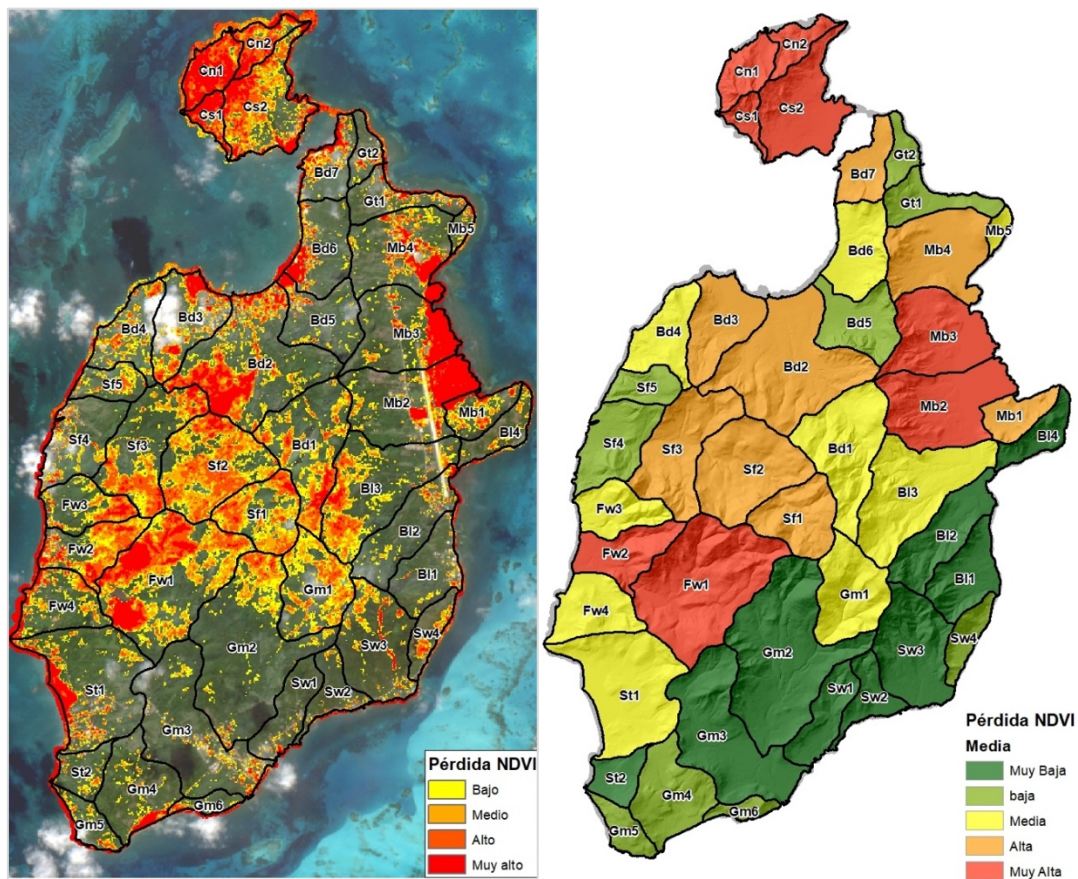 Cn2
Cn1
Cs2
Cs1
Gt2
Bd7
Gt1
Mb5
Mb4
Bd6
Bd4
Bd3
Bd5
Mb3
Bd2
Sf5
Mb2
Mb1
Bl4
Sf4
Sf3
Bd1
Sf2
Fw3
Bl3
Sf1
Bl2
Fw2
Fw1
Bl1
Gm1
Fw4
Sw4
Sw3
Gm2
St1
Sw1
Sw2
Gm3
St2
Gm4
Gm6
Gm5
Pérdida NDVI
Bajo
Medio
Alto
Muy alto
Cn2
Cn1
Cs2
Cs1
Gt2
Bd7
Gt1
Mb5
Mb4
Bd6
Bd4
Bd3
Bd5
Mb3
Bd2
Sf5
Mb2
Mb1
Bl4
Sf4
Sf3
Bd1
Sf2
Fw3
Bl3
Sf1
Bl2
Fw2
Fw1
Bl1
Gm1
Fw4
Sw4
Sw3
Gm2
St1
Sw1
Sw2
Gm3
St2
Gm4
Gm6
Gm5
Pérdida NDVI
Media
Muy Baja
baja
Media
Alta
Muy Alta